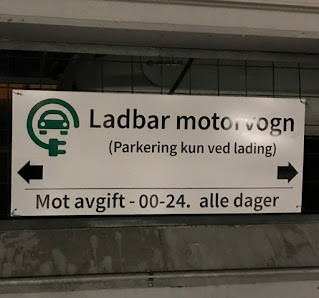 Ladbar motorvogn
(Parkering kun ved lading)
Mot avgift - 00-24. alle dager